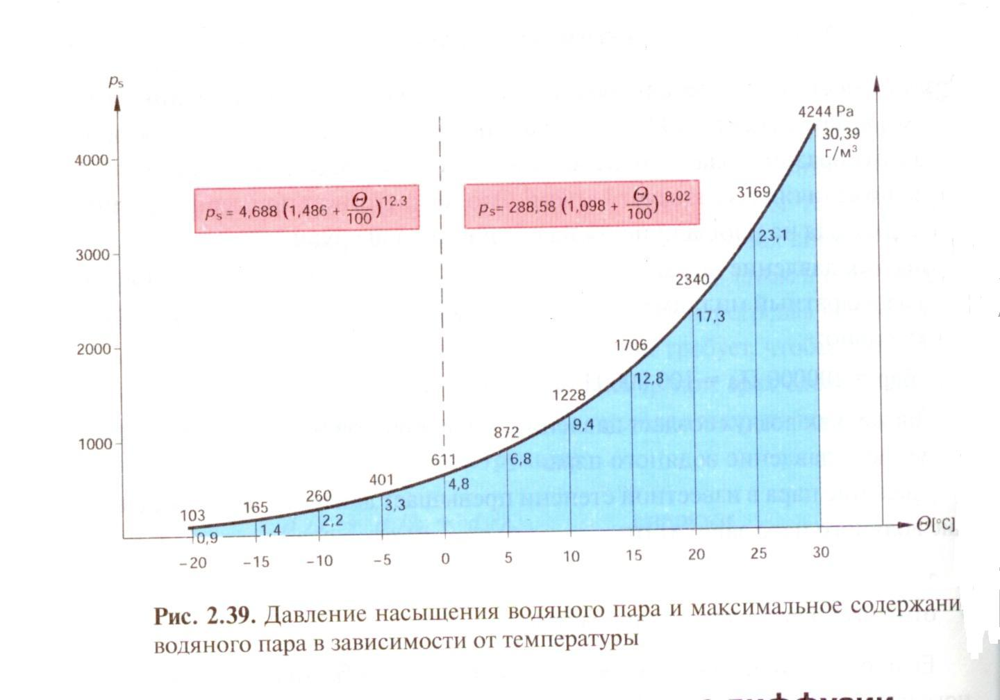 pₛ
4244 Pa
30,39
г/м³
4000
3169
pₛ = 4,688 (1,486 + Θ/100)^12,3
pₛ= 288,58 (1,098 + Θ/100)^8,02
23,1
3000
2340
17,3
2000
1706
12,8
1228
9,4
1000
872
6,8
611
4,8
401
3,3
260
2,2
165
1,4
103
0,9
Θ[°C]
−20 −15 −10 −5 0 5 10 15 20 25 30
Рис. 2.39. Давление насыщения водяного пара и максимальное содержани
водяного пара в зависимости от температуры